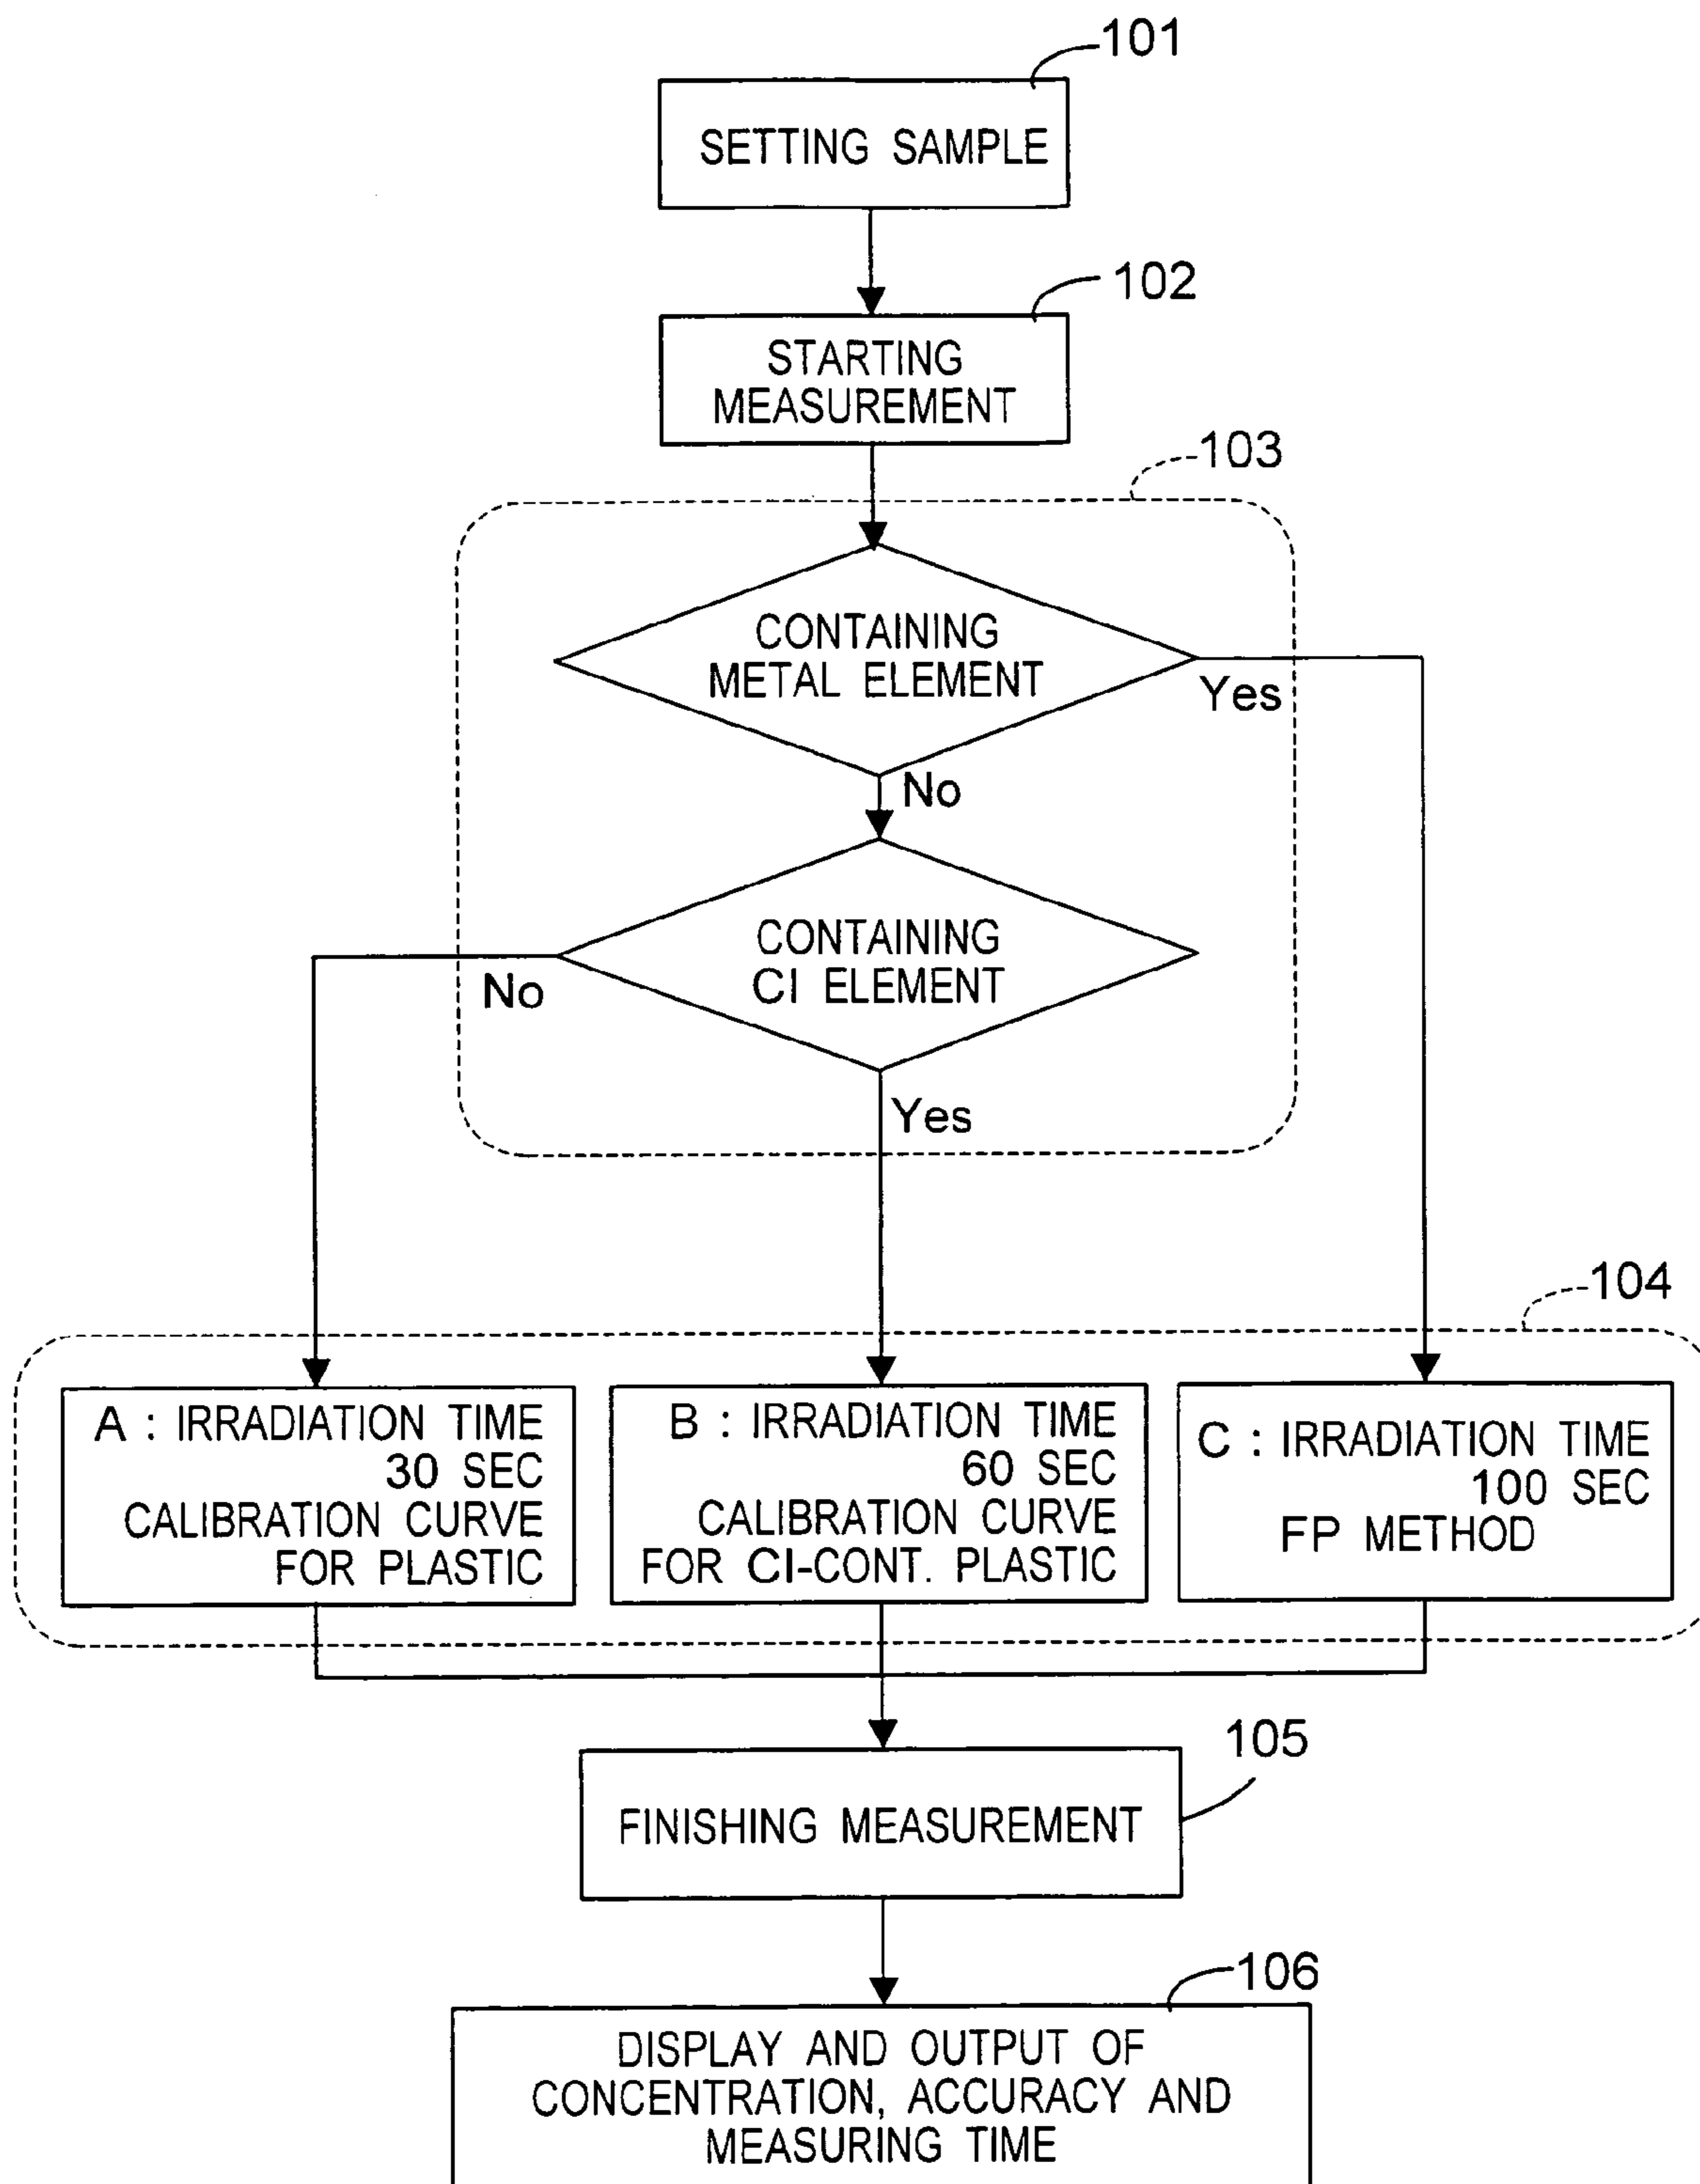 101
SETTING SAMPLE
102
STARTING
MEASUREMENT
103
CONTAINING
METAL ELEMENT
Yes
No
CONTAINING
Cl ELEMENT
No
Yes
104
A : IRRADIATION TIME
30 SEC
CALIBRATION CURVE
FOR PLASTIC
B : IRRADIATION TIME
60 SEC
CALIBRATION CURVE
FOR Cl-CONT. PLASTIC
C : IRRADIATION TIME
100 SEC
FP METHOD
105
FINISHING MEASUREMENT
106
DISPLAY AND OUTPUT OF
CONCENTRATION, ACCURACY AND
MEASURING TIME